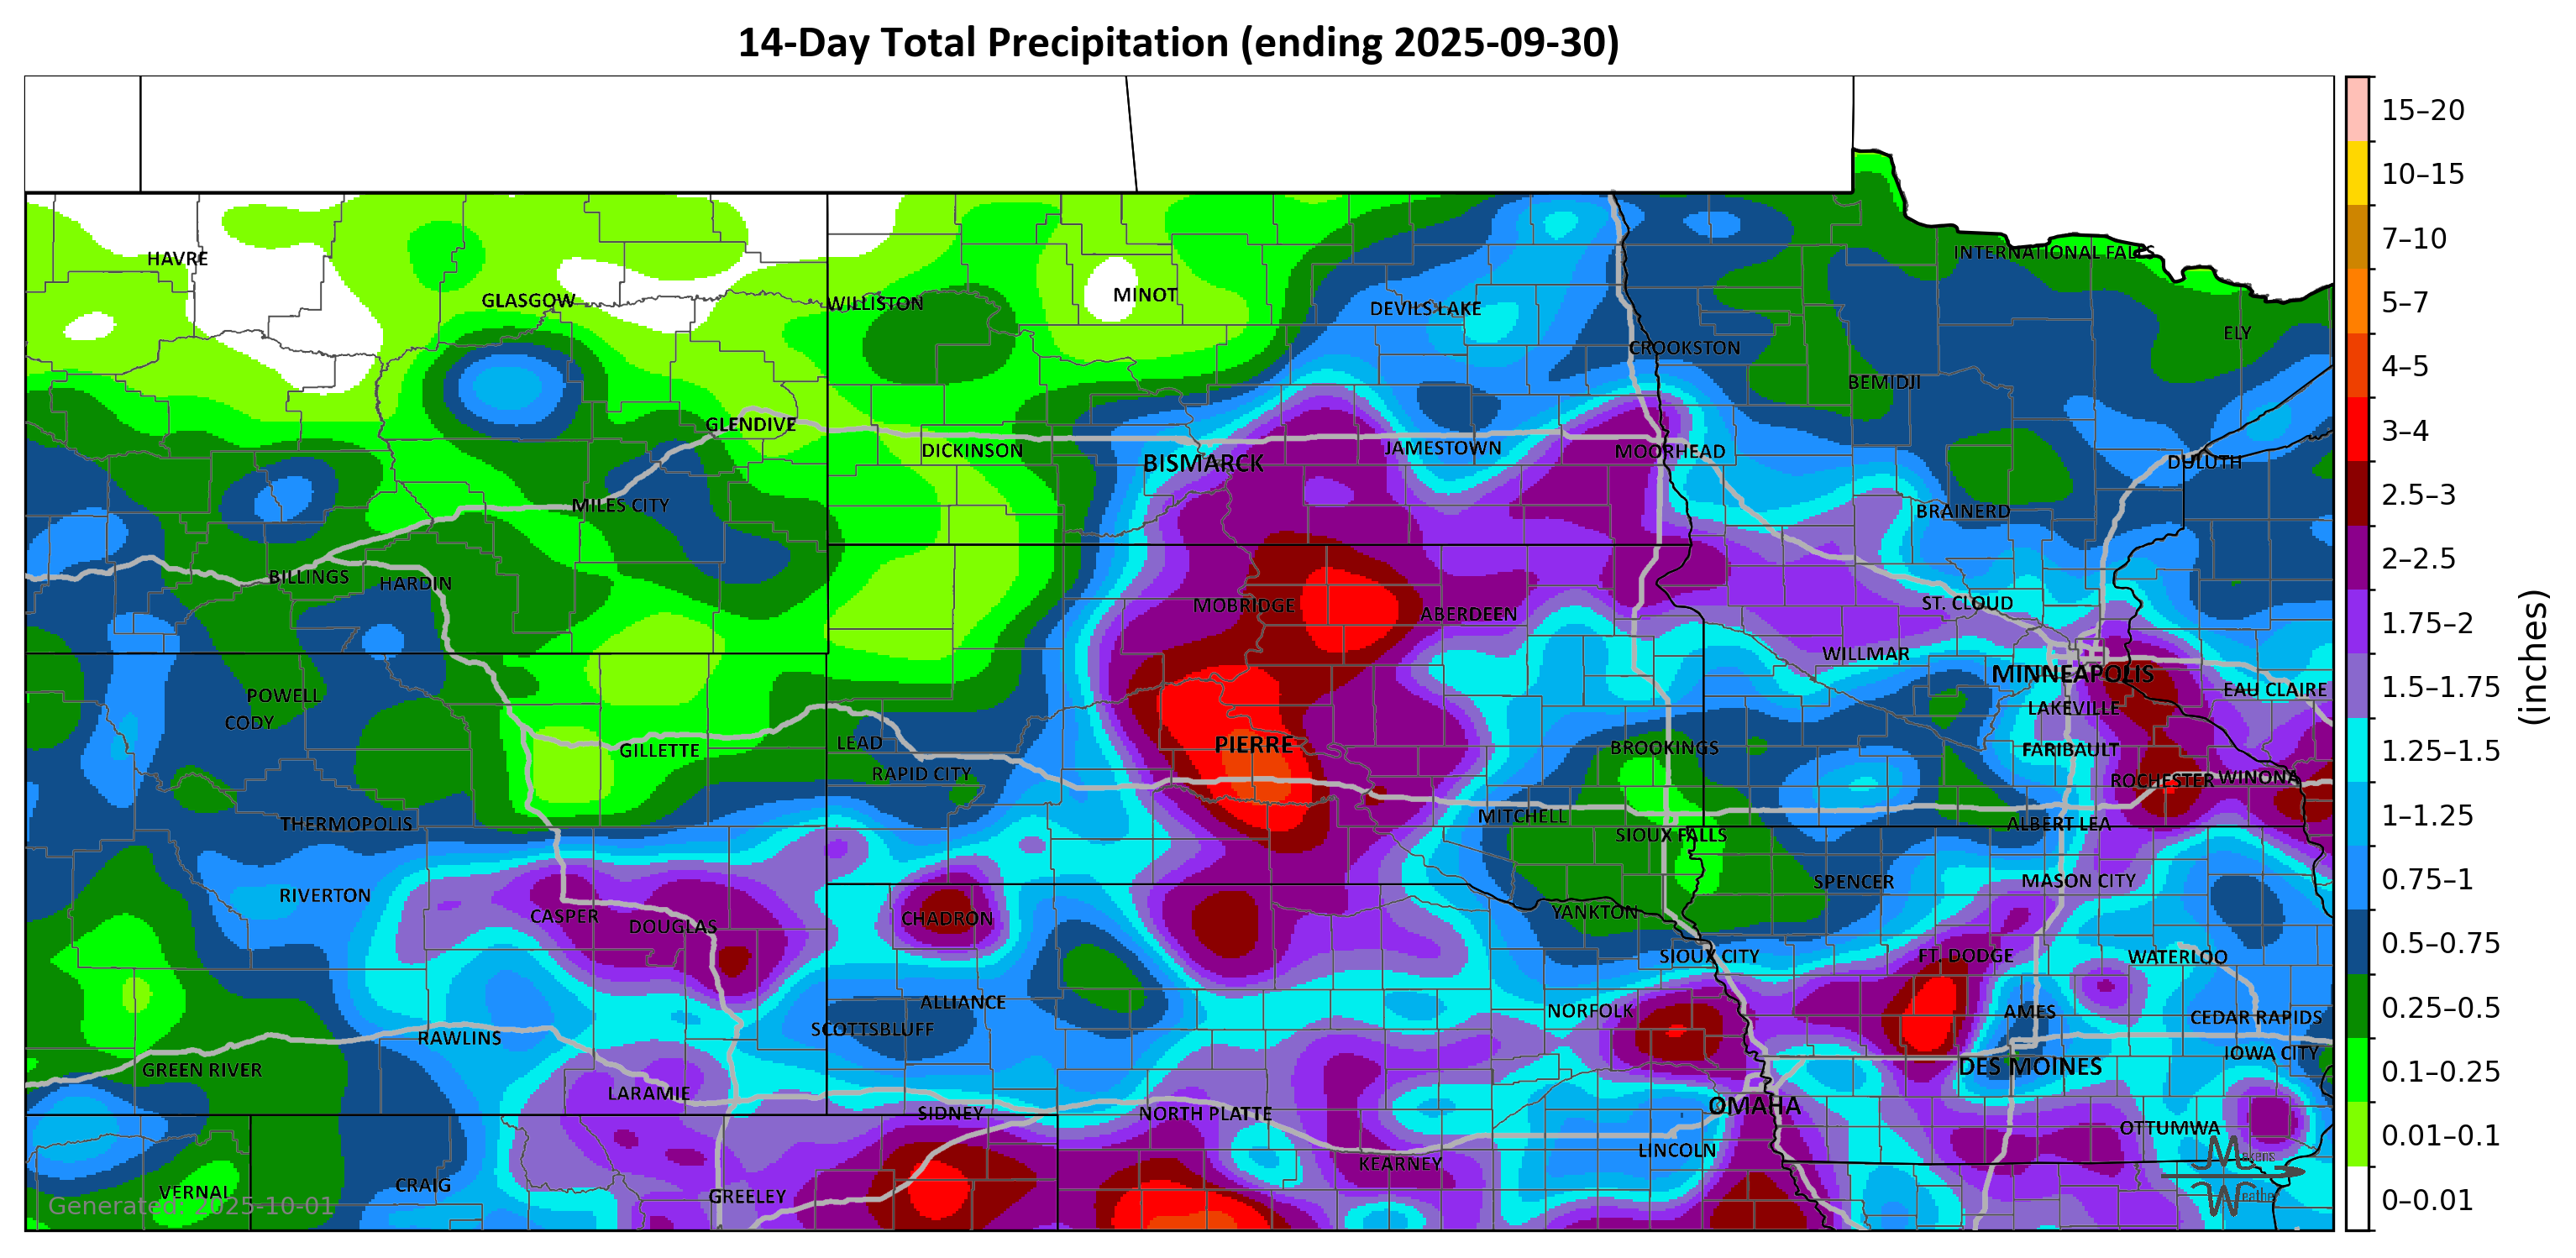 14-Day Total Precipitation (ending 2025-09-30)
15–20
10–15
7–10
5–7
4–5
3–4
2.5–3
2–2.5
1.75–2
1.5–1.75
1.25–1.5
1–1.25
0.75–1
0.5–0.75
0.25–0.5
0.1–0.25
0.01–0.1
0–0.01
(inches)
HAVRE
INTERNATIONAL FALLS
GLASGOW
WILLISTON
MINOT
DEVILS LAKE
ELY
CROOKSTON
BEMIDJI
GLENDIVE
DICKINSON
BISMARCK
JAMESTOWN
MOORHEAD
DULUTH
MILES CITY
BRAINERD
BILLINGS
HARDIN
MOBRIDGE
ABERDEEN
ST. CLOUD
WILLMAR
MINNEAPOLIS
EAU CLAIRE
POWELL
CODY
LAKEVILLE
GILLETTE
LEAD
PIERRE
BROOKINGS
FARIBAULT
RAPID CITY
ROCHESTER
WINONA
THERMOPOLIS
MITCHELL
SIOUX FALLS
ALBERT LEA
RIVERTON
SPENCER
MASON CITY
CASPER
DOUGLAS
CHADRON
YANKTON
SIOUX CITY
FT. DODGE
WATERLOO
ALLIANCE
SCOTTSBLUFF
NORFOLK
AMES
CEDAR RAPIDS
RAWLINS
IOWA CITY
GREEN RIVER
DES MOINES
LARAMIE
SIDNEY
NORTH PLATTE
OMAHA
OTTUMWA
KEARNEY
LINCOLN
VERNAL
CRAIG
GREELEY
Generated: 2025-10-01